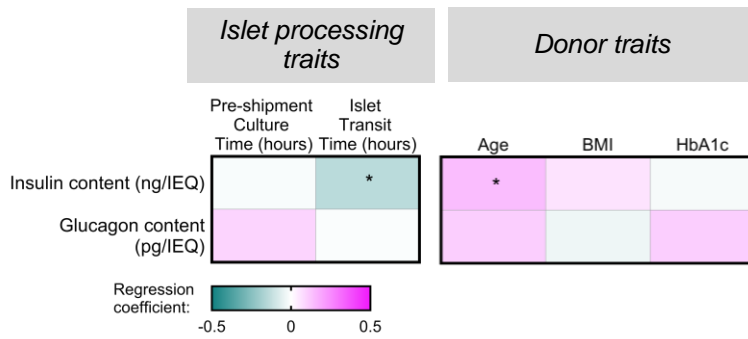 Islet processing
traits
Donor traits
Pre-shipment
Culture
Time (hours)
Islet
Transit
Time (hours)
Age
BMI
HbA1c
Insulin content (ng/IEQ)
*
*
Glucagon content
(pg/IEQ)
Regression
coefficient:
-0.5
0
0.5